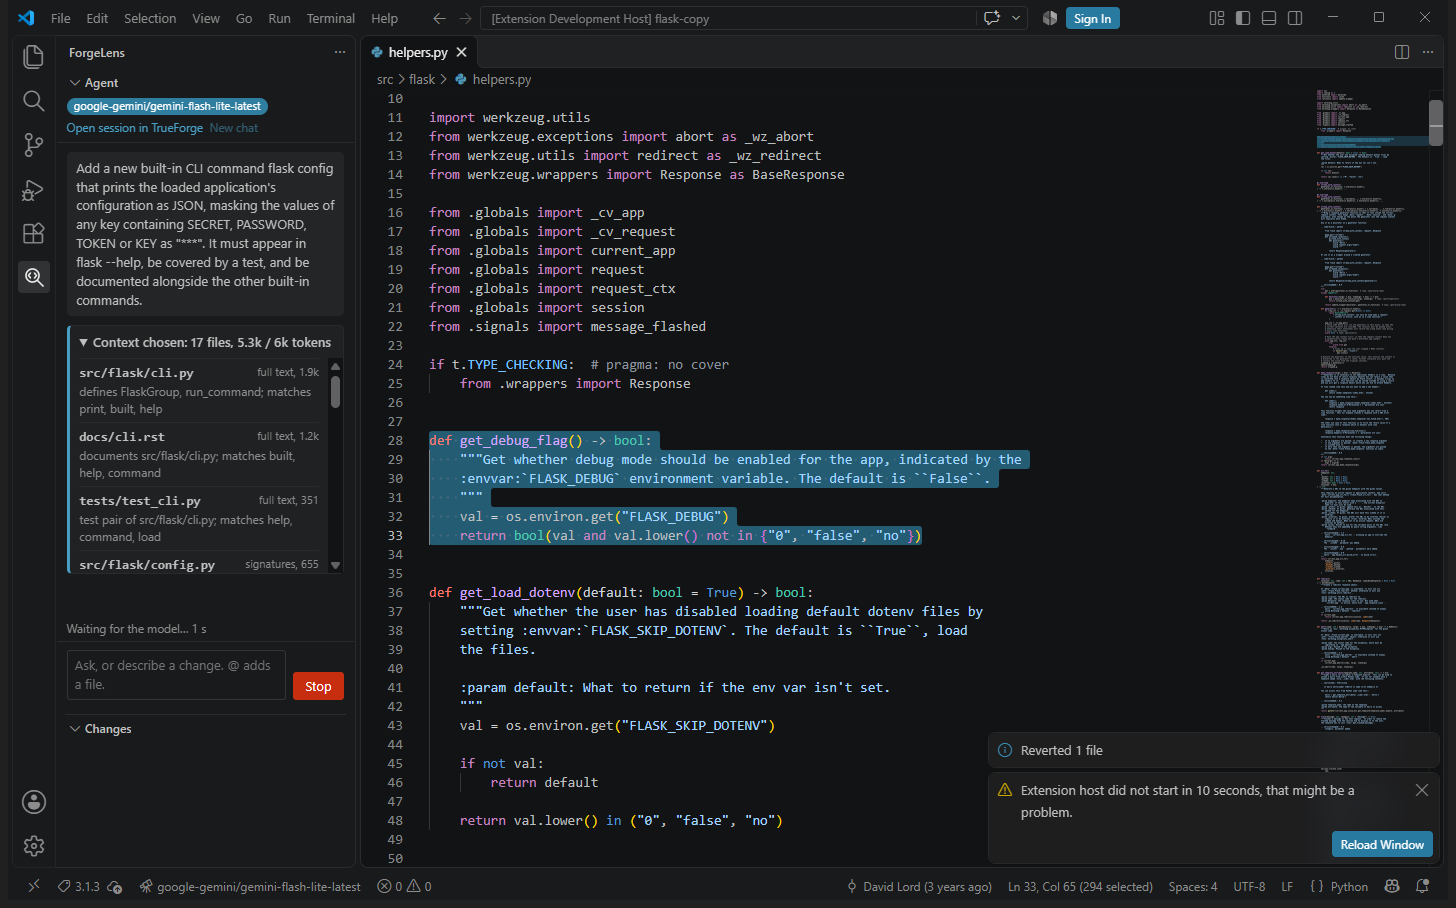 File Edit Selection View Go Run Terminal Help
[Extension Development Host] flask-copy
Sign In
ForgeLens
Agent
google-gemini/gemini-flash-lite-latest
Open session in TrueForge New chat
Add a new built-in CLI command flask config
that prints the loaded application's
configuration as JSON, masking the values of
any key containing SECRET, PASSWORD,
TOKEN or KEY as "***". It must appear in
flask --help, be covered by a test, and be
documented alongside the other built-in
commands.
▼ Context chosen: 17 files, 5.3k / 6k tokens
src/flask/cli.py full text, 1.9k
defines FlaskGroup, run_command; matches
print, built, help
docs/cli.rst full text, 1.2k
documents src/flask/cli.py; matches built,
help, command
tests/test_cli.py full text, 351
test pair of src/flask/cli.py; matches help,
command, load
src/flask/config.py signatures, 655
Waiting for the model... 1 s
Ask, or describe a change. @ adds
a file.
Stop
Changes
helpers.py
src > flask > helpers.py
10
11 import werkzeug.utils
12 from werkzeug.exceptions import abort as _wz_abort
13 from werkzeug.utils import redirect as _wz_redirect
14 from werkzeug.wrappers import Response as BaseResponse
15
16 from .globals import _cv_app
17 from .globals import _cv_request
18 from .globals import current_app
19 from .globals import request
20 from .globals import request_ctx
21 from .globals import session
22 from .signals import message_flashed
23
24 if t.TYPE_CHECKING:  # pragma: no cover
25     from .wrappers import Response
26
27
28 def get_debug_flag() -> bool:
29     """Get whether debug mode should be enabled for the app, indicated by the
30     :envvar:`FLASK_DEBUG` environment variable. The default is ``False``.
31     """
32     val = os.environ.get("FLASK_DEBUG")
33     return bool(val and val.lower() not in {"0", "false", "no"})
34
35
36 def get_load_dotenv(default: bool = True) -> bool:
37     """Get whether the user has disabled loading default dotenv files by
38     setting :envvar:`FLASK_SKIP_DOTENV`. The default is ``True``, load
39     the files.
40
41     :param default: What to return if the env var isn't set.
42     """
43     val = os.environ.get("FLASK_SKIP_DOTENV")
44
45     if not val:
46         return default
47
48     return val.lower() in ("0", "false", "no")
49
50
Reverted 1 file
Extension host did not start in 10 seconds, that might be a
problem.
Reload Window
3.1.3 google-gemini/gemini-flash-lite-latest 0 0 David Lord (3 years ago) Ln 33, Col 65 (294 selected) Spaces: 4 UTF-8 LF { } Python